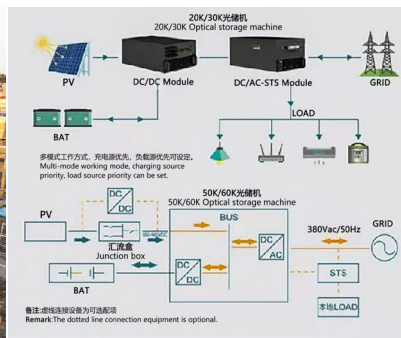 20K/30K光储机
20K/30K Optical storage machine
PV
DC/DC Module
DC/AC-STS Module
GRID
LOAD
BAT
多模式工作方式、充电源优先、负载源优先可设定。
Multi-mode working mode, charging source
priority, load source priority can be set.
50K/60K光储机
50K/60K Optical storage machine
DC
DC
BUS
PV
GRID
380Vac/50Hz
汇流盒
Junction box
DC
AC
DC
DC
STS
BAT
本地LOAD
备注:虚线连接设备为可选配项
Remark:The dotted line connection equipment is optional.